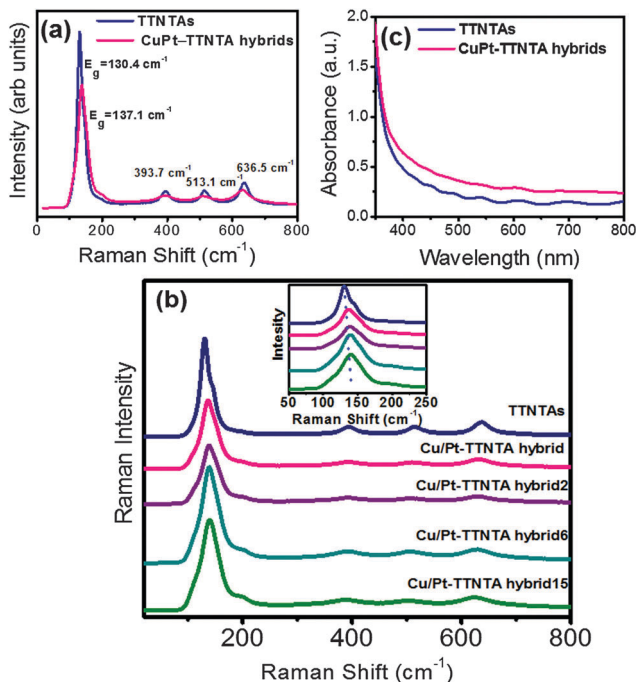 (a)
TTNTAs
CuPt–TTNTA hybrids
Eg=130.4 cm-1
Eg=137.1 cm-1
393.7 cm-1
513.1 cm-1
636.5 cm-1
Intensity (arb units)
0 200 400 600 800
Raman Shift (cm-1)
(c)
TTNTAs
CuPt-TTNTA hybrids
Absorbance (a.u.)
2.0
1.5
1.0
0.5
0.0
400 500 600 700 800
Wavelength (nm)
(b)
Intesity
50 100 150 200 250
Raman Shift (cm-1)
TTNTAs
Cu/Pt-TTNTA hybrid
Cu/Pt-TTNTA hybrid2
Cu/Pt-TTNTA hybrid6
Cu/Pt-TTNTA hybrid15
Raman Intensity
200 400 600 800
Raman Shift (cm-1)